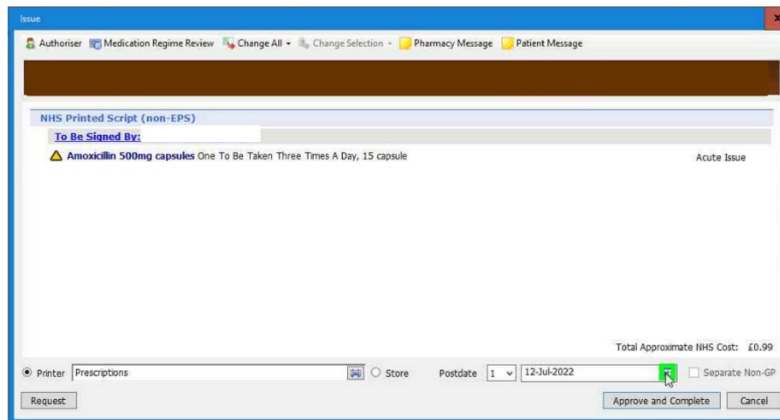 Issue
Authoriser Medication Regime Review Change All Change Selection Pharmacy Message Patient Message
NHS Printed Script (non-EPS)
To Be Signed By:
Amoxicillin 500mg capsules One To Be Taken Three Times A Day, 15 capsule Acute Issue
Total Approximate NHS Cost: £0.99
Printer Prescriptions Store Postdate 1 12-Jul-2022 Separate Non-GP
Request Approve and Complete Cancel